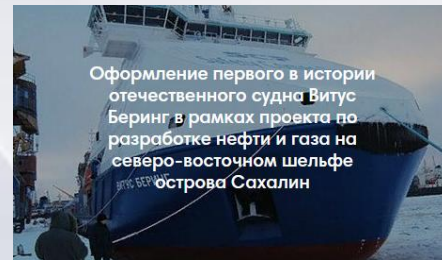 Оформление первого в истории
отечественного судна Витус
Беринг в рамках проекта по
разработке нефти и газа на
северо-восточном шельфе
острова Сахалин
ВИТУС БЕРИНГ